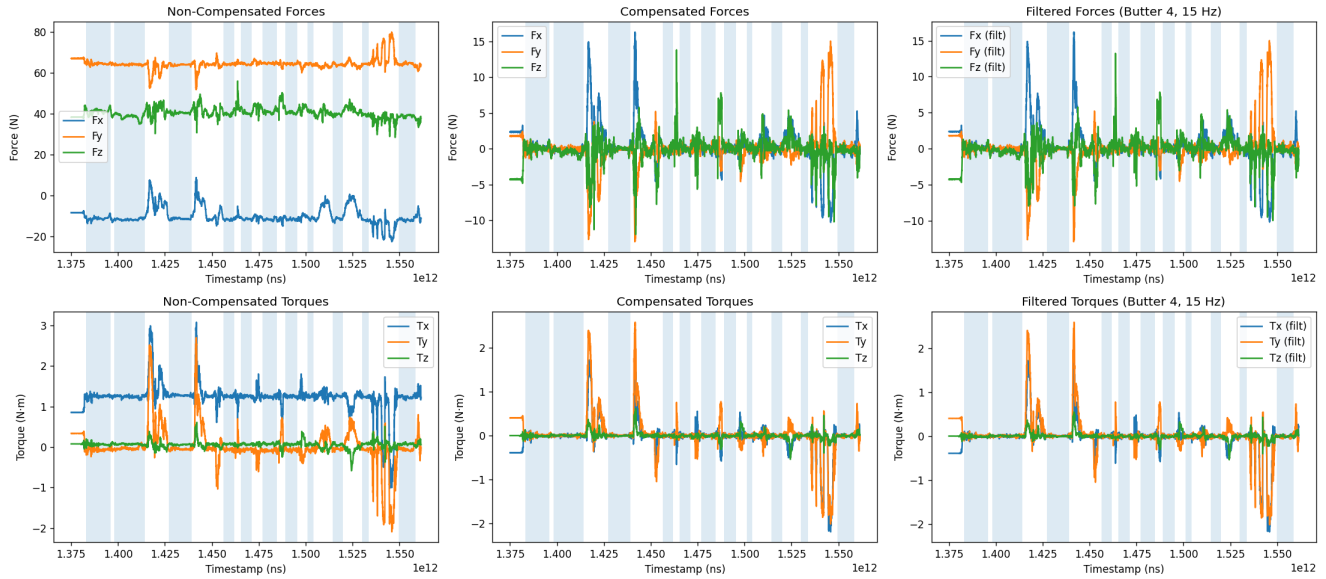 Non-Compensated Forces
Force (N)
80
60
40
20
0
−20
Fx
Fy
Fz
1.375 1.400 1.425 1.450 1.475 1.500 1.525 1.550
Timestamp (ns)
1e12
Compensated Forces
Force (N)
15
10
5
0
−5
−10
Fx
Fy
Fz
1.375 1.400 1.425 1.450 1.475 1.500 1.525 1.550
Timestamp (ns)
1e12
Filtered Forces (Butter 4, 15 Hz)
Force (N)
15
10
5
0
−5
−10
Fx (filt)
Fy (filt)
Fz (filt)
1.375 1.400 1.425 1.450 1.475 1.500 1.525 1.550
Timestamp (ns)
1e12
Non-Compensated Torques
Torque (N·m)
3
2
1
0
−1
−2
Tx
Ty
Tz
1.375 1.400 1.425 1.450 1.475 1.500 1.525 1.550
Timestamp (ns)
1e12
Compensated Torques
Torque (N·m)
2
1
0
−1
−2
Tx
Ty
Tz
1.375 1.400 1.425 1.450 1.475 1.500 1.525 1.550
Timestamp (ns)
1e12
Filtered Torques (Butter 4, 15 Hz)
Torque (N·m)
2
1
0
−1
−2
Tx (filt)
Ty (filt)
Tz (filt)
1.375 1.400 1.425 1.450 1.475 1.500 1.525 1.550
Timestamp (ns)
1e12